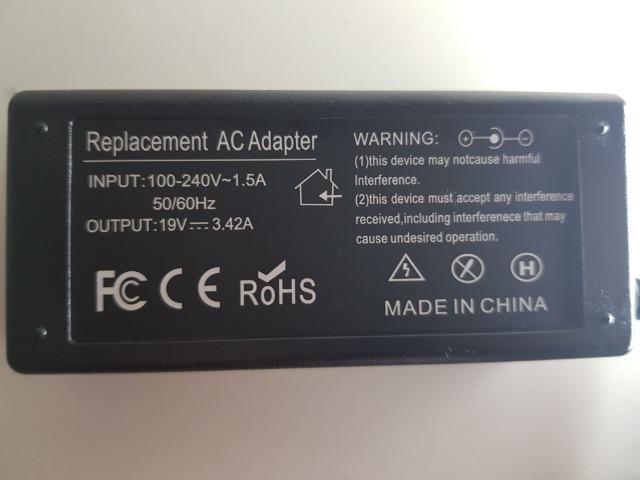 Replacement AC Adapter
INPUT:100-240V~1.5A
50/60Hz
OUTPUT:19V⎓3.42A
FC CE RoHS
WARNING:
(1)this device may notcause harmful
Interference.
(2)this device must accept any interference
received,including interferenece that may
cause undesired operation.
H
MADE IN CHINA